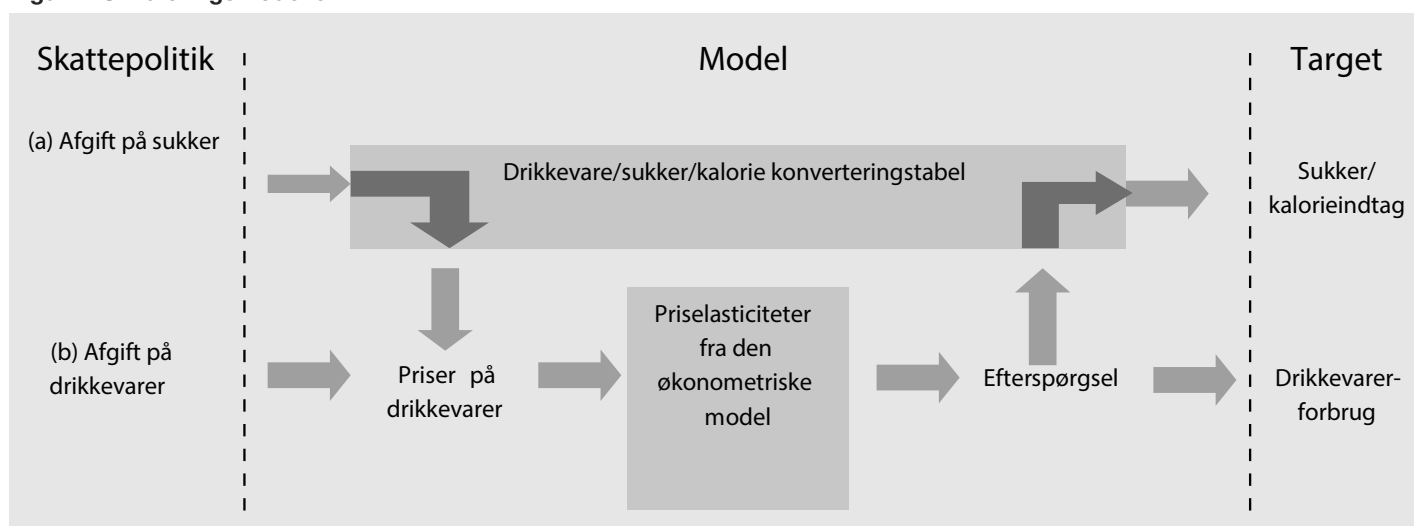 Skattepolitik
Model
Target
(a) Afgift på sukker
Drikkevare/sukker/kalorie konverteringstabel
Sukker/
kalorieindtag
(b) Afgift på
drikkevarer
Priser på
drikkevarer
Priselasticiteter
fra den
økonometriske
model
Efterspørgsel
Drikkevarer-
forbrug